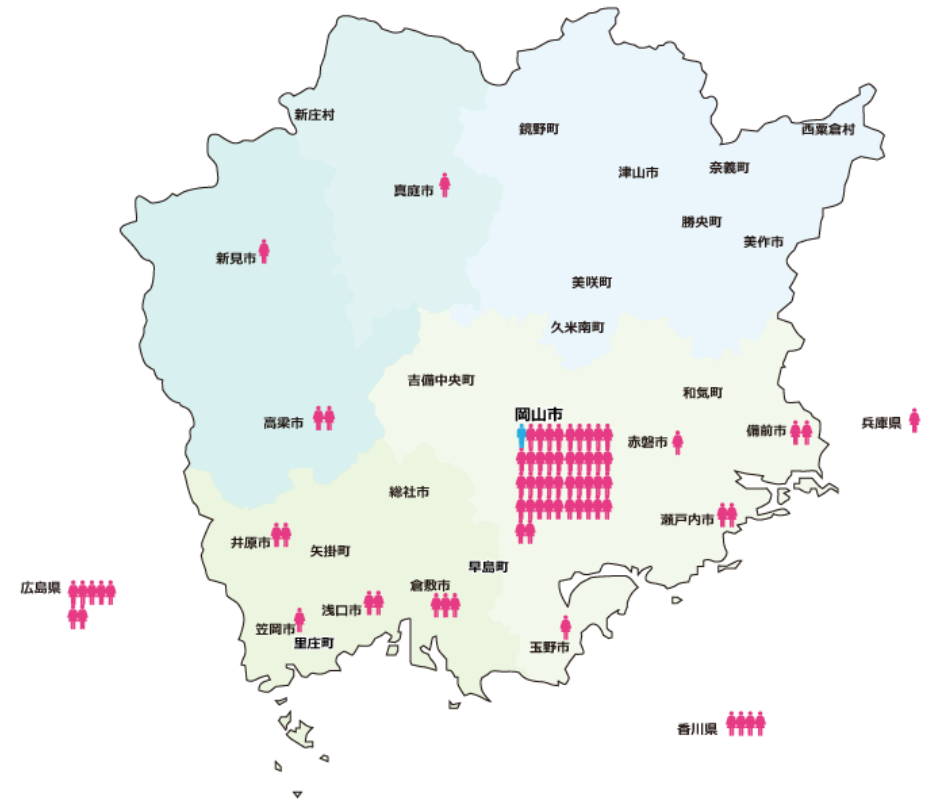 新庄村
鏡野町
西粟倉村
津山市
奈義町
真庭市
勝央町
美作市
新見市
美咲町
久米南町
吉備中央町
和気町
岡山市
高梁市
赤磐市
備前市
兵庫県
総社市
瀬戸内市
井原市
矢掛町
早島町
広島県
倉敷市
浅口市
笠岡市
里庄町
玉野市
香川県